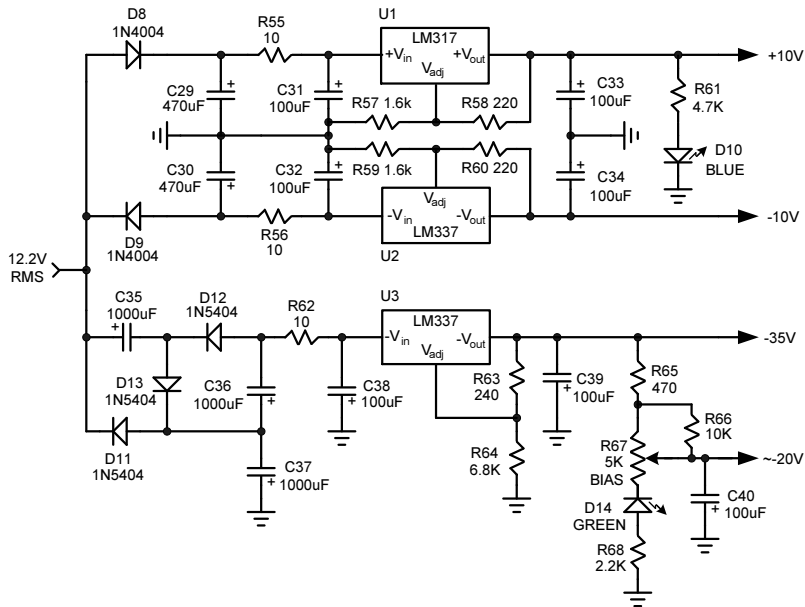 D8
1N4004
R55
10
U1
LM317
+Vin
+Vout
Vadj
+10V
C29
470uF
+
C31
100uF
+
R57 1.6k
R58 220
C33
100uF
+
R61
4.7K
D10
BLUE
C30
470uF
+
C32
100uF
+
R59 1.6k
R60 220
C34
100uF
+
Vadj
-Vin
-Vout
LM337
U2
-10V
D9
1N4004
R56
10
12.2V
RMS
C35
1000uF
+
D12
1N5404
R62
10
U3
LM337
-Vin
-Vout
Vadj
-35V
D13
1N5404
C36
1000uF
+
C38
100uF
+
R63
240
C39
100uF
+
R65
470
R66
10K
D11
1N5404
R64
6.8K
R67
5K
BIAS
~-20V
C37
1000uF
+
D14
GREEN
C40
100uF
+
R68
2.2K